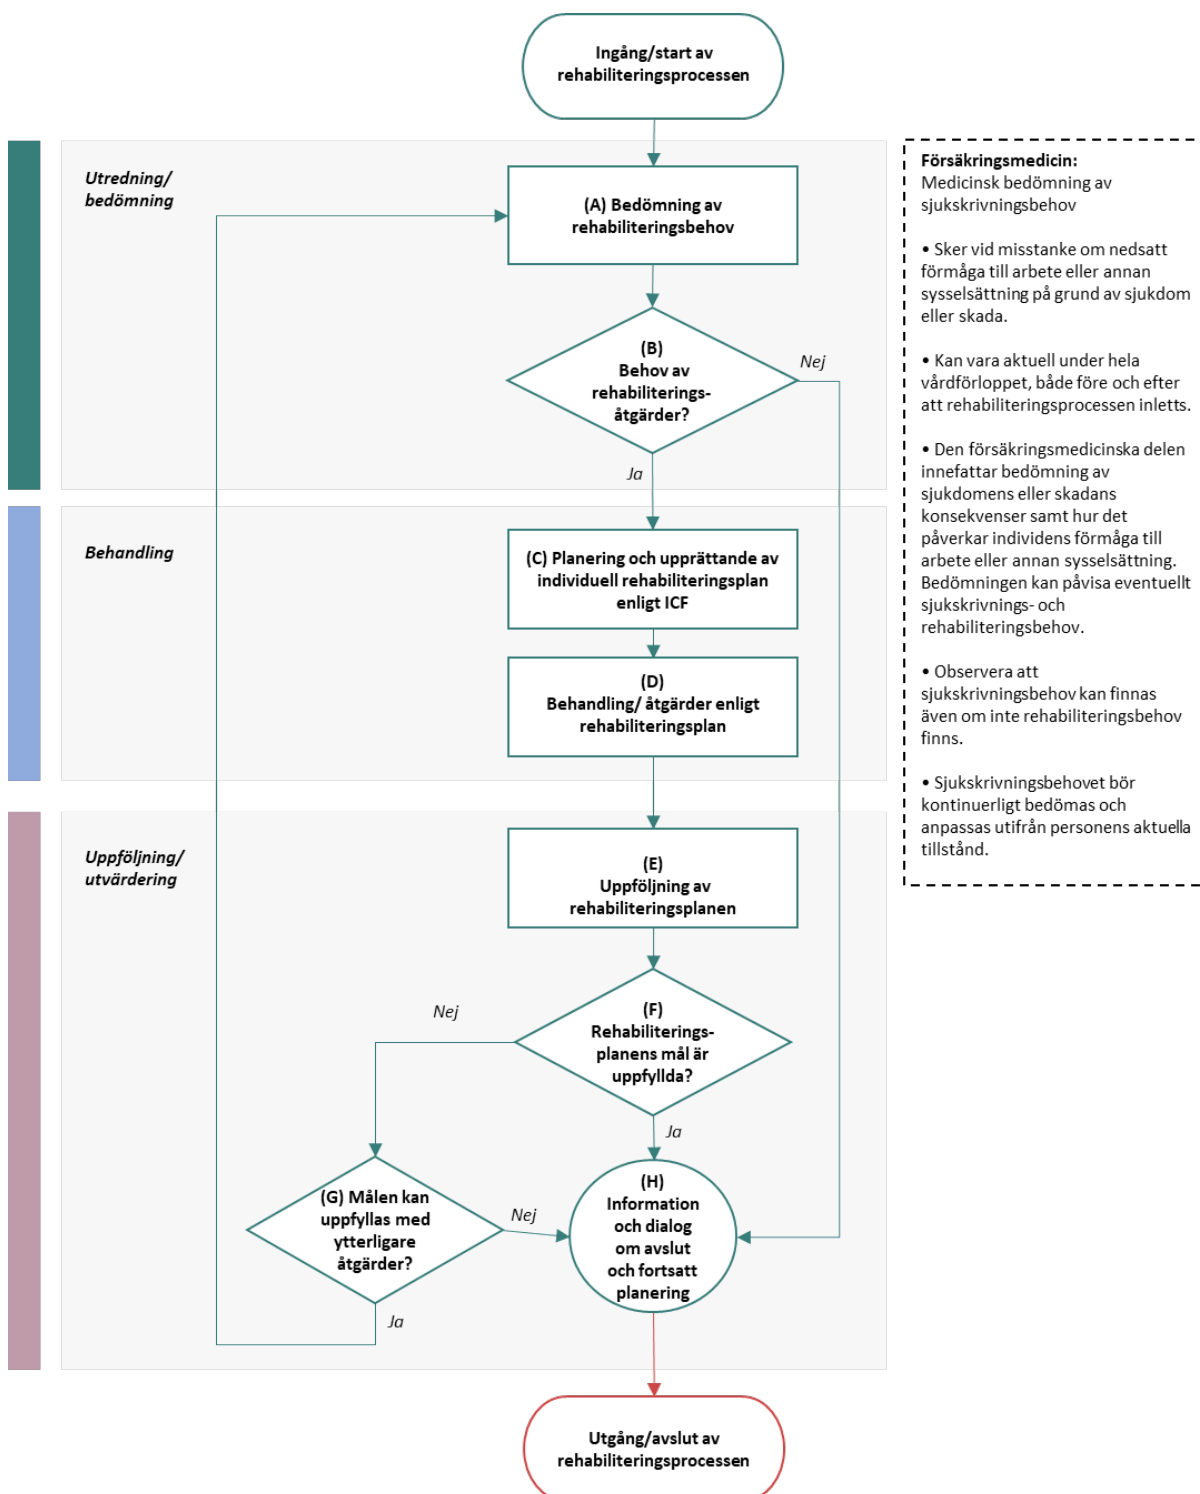 Ingång/start av
rehabiliteringsprocessen
Utredning/
bedömning
(A) Bedömning av
rehabiliteringsbehov
(B)
Behov av
rehabiliterings-
åtgärder?
Nej
Ja
Behandling
(C) Planering och upprättande av
individuell rehabiliteringsplan
enligt ICF
(D)
Behandling/ åtgärder enligt
rehabiliteringsplan
Uppföljning/
utvärdering
(E)
Uppföljning av
rehabiliteringsplanen
(F)
Rehabiliterings-
planens mål är
uppfyllda?
Nej
Ja
(G) Målen kan
uppfyllas med
ytterligare
åtgärder?
Nej
Ja
(H)
Information
och dialog
om avslut
och fortsatt
planering
Utgång/avslut av
rehabiliteringsprocessen
Försäkringsmedicin:
Medicinsk bedömning av
sjukskrivningsbehov
• Sker vid misstanke om nedsatt
förmåga till arbete eller annan
sysselsättning på grund av sjukdom
eller skada.
• Kan vara aktuell under hela
vårdförloppet, både före och efter
att rehabiliteringsprocessen inletts.
• Den försäkringsmedicinska delen
innefattar bedömning av
sjukdomens eller skadans
konsekvenser samt hur det
påverkar individens förmåga till
arbete eller annan sysselsättning.
Bedömningen kan påvisa eventuellt
sjukskrivnings- och
rehabiliteringsbehov.
• Observera att
sjukskrivningsbehov kan finnas
även om inte rehabiliteringsbehov
finns.
• Sjukskrivningsbehovet bör
kontinuerligt bedömas och
anpassas utifrån personens aktuella
tillstånd.